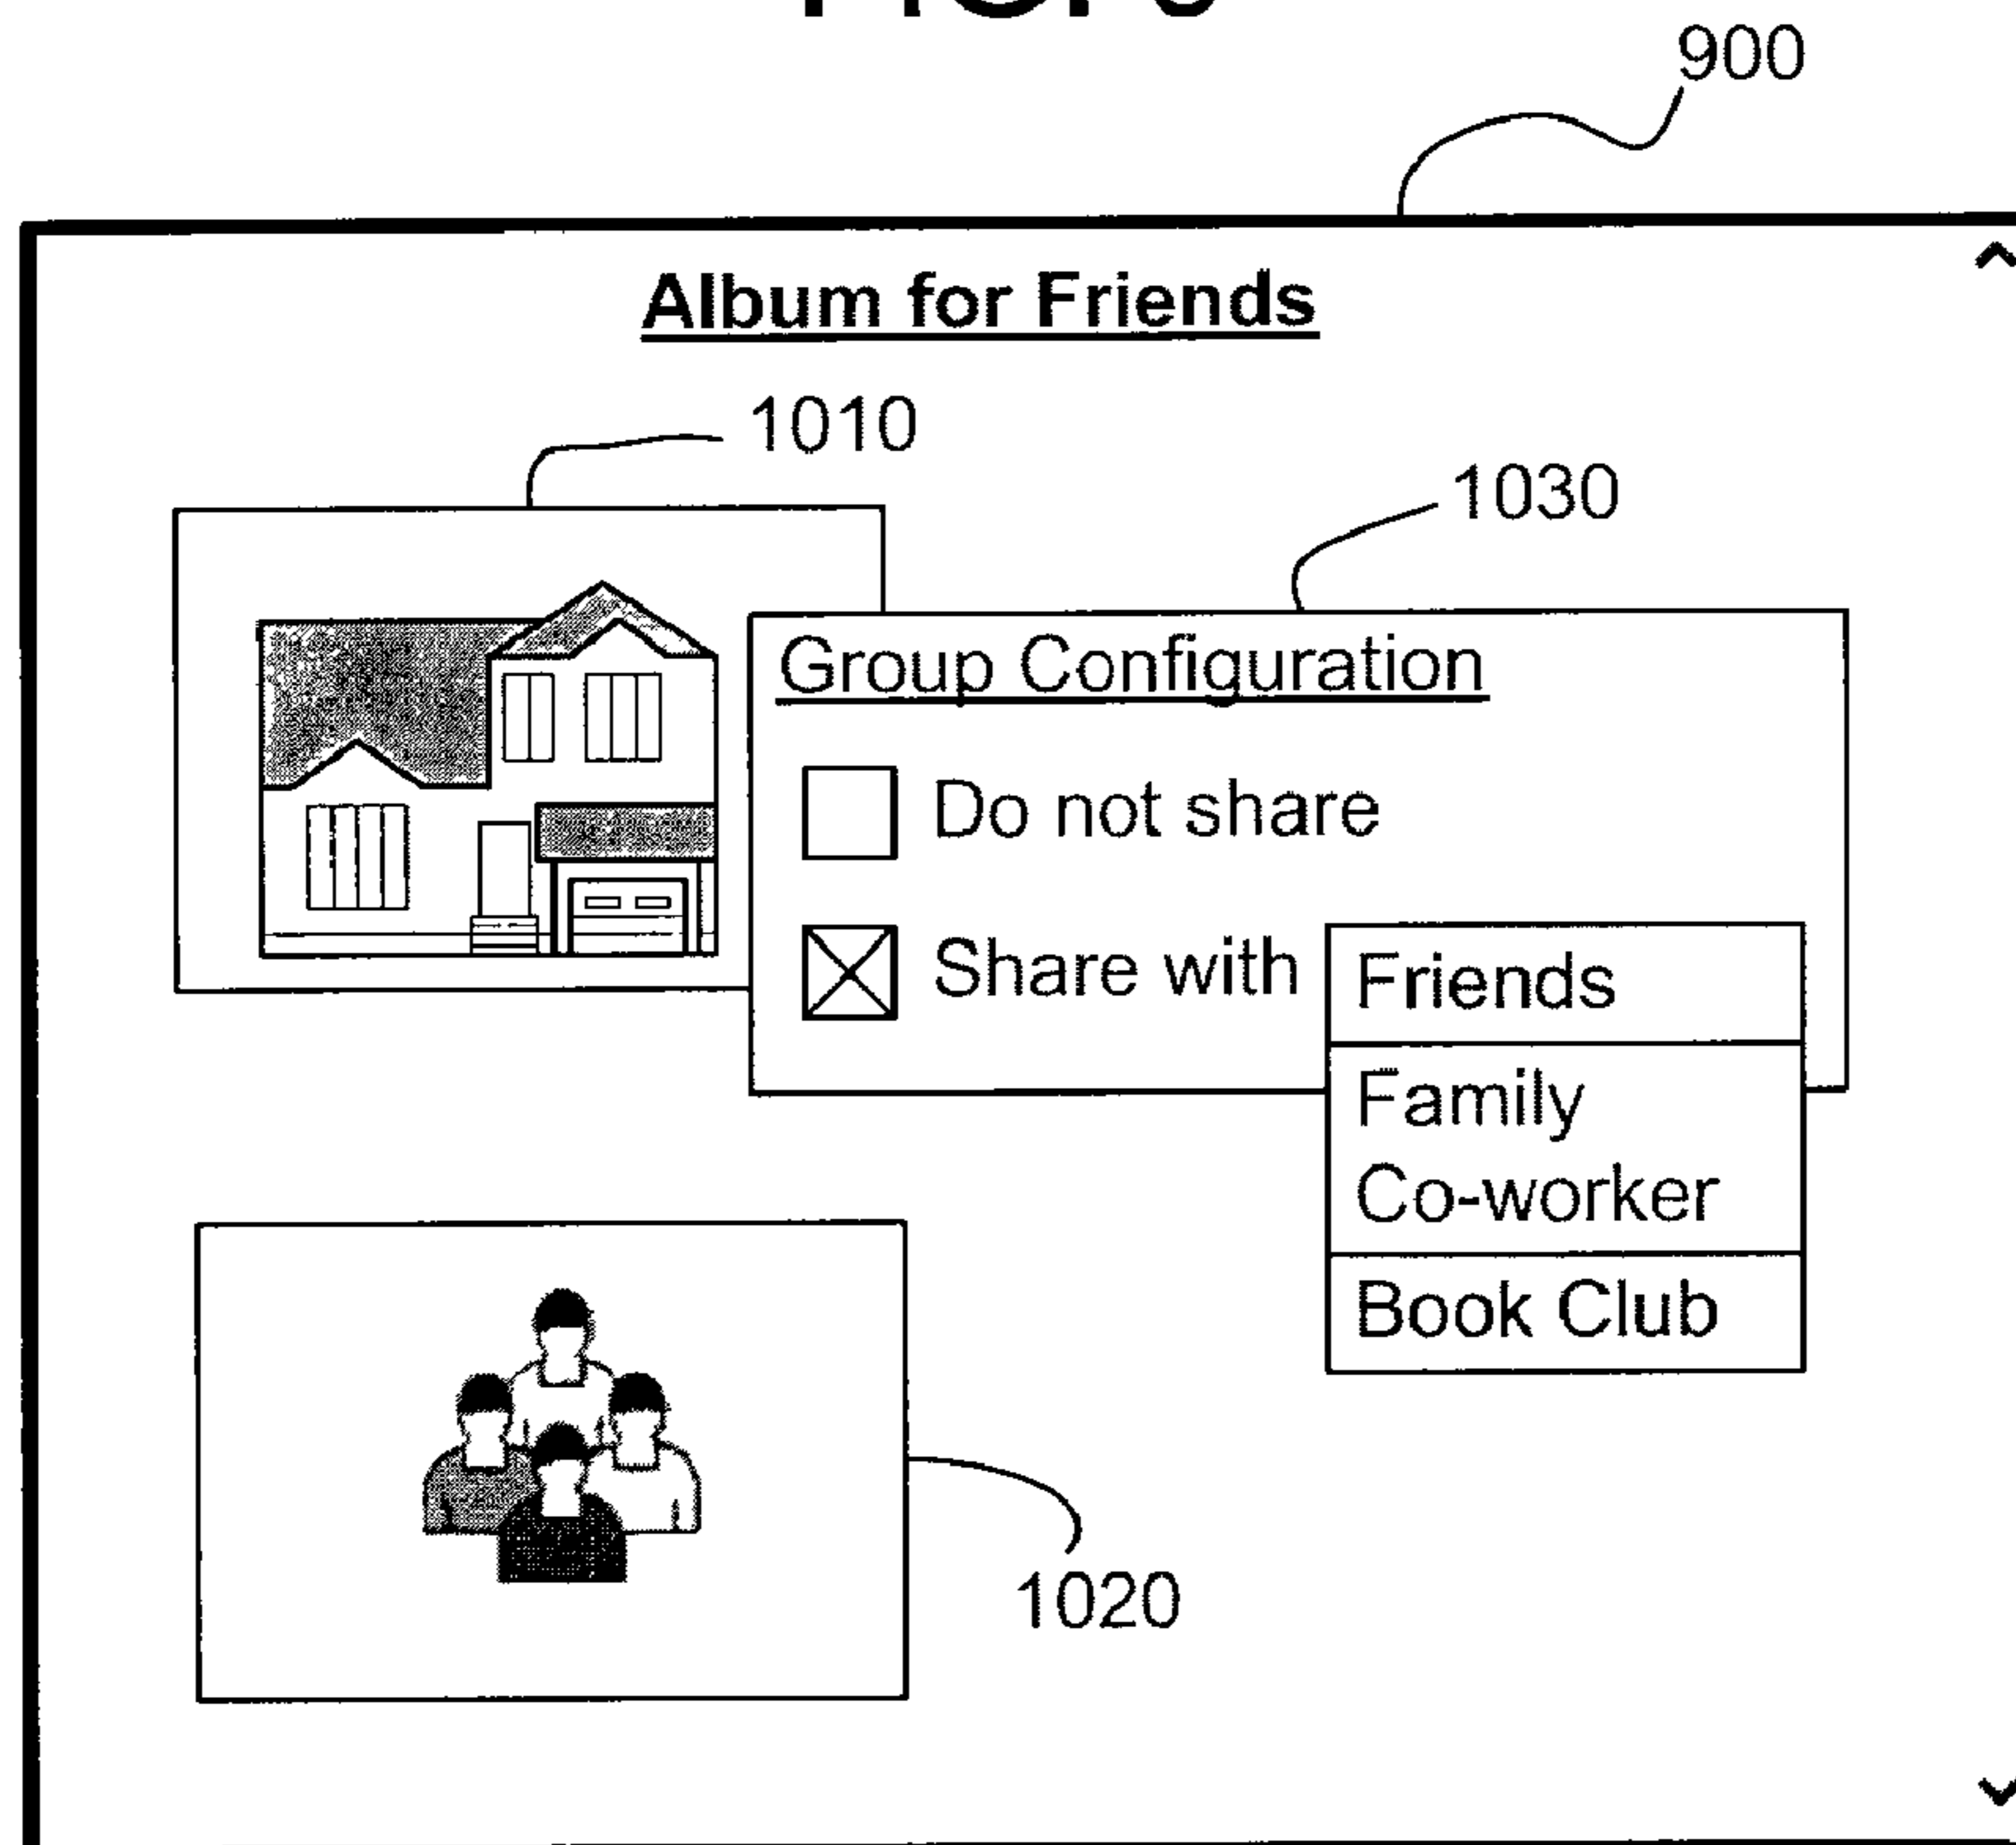 900
Album for Friends
1010
1030
Group Configuration
Do not share
Share with
Friends
Family
Co-worker
Book Club
1020